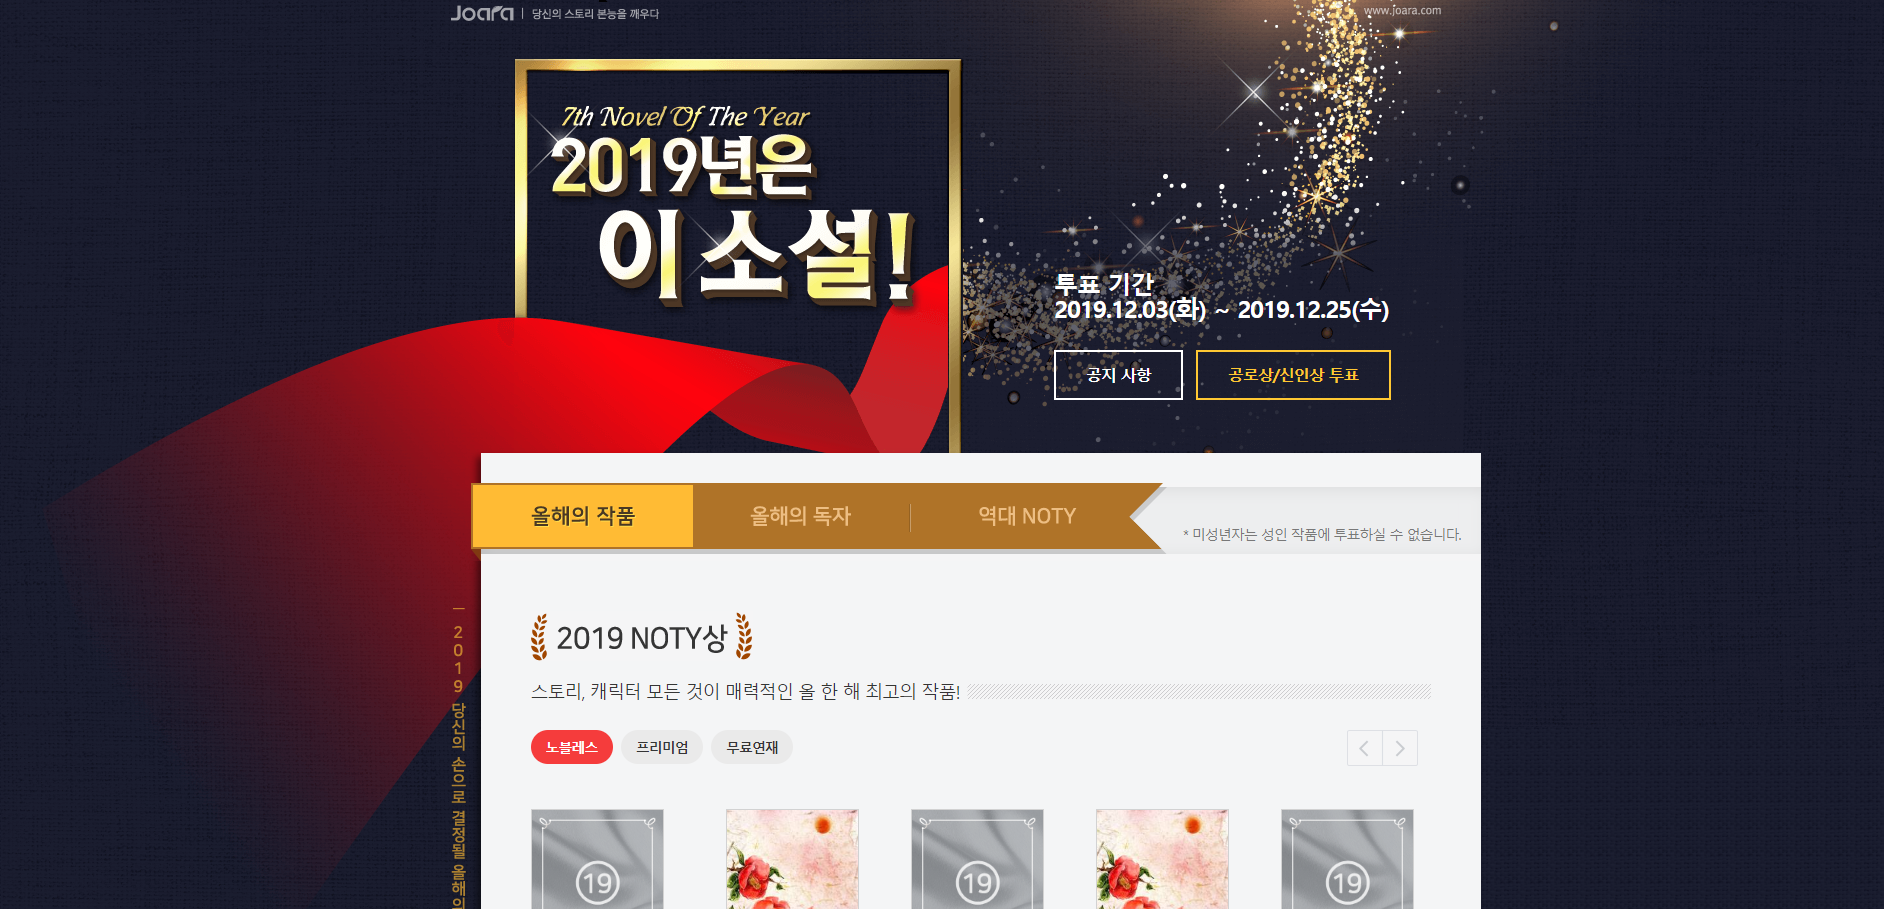 Joara | 당신의 스토리 본능을 깨우다
www.joara.com
7th Novel Of The Year
2019년은
이 소설!
투표 기간
2019.12.03(화) ~ 2019.12.25(수)
공지 사항
공로상/신인상 투표
올해의 작품
올해의 독자
역대 NOTY
* 미성년자는 성인 작품에 투표하실 수 없습니다.
2019 NOTY상
스토리, 캐릭터 모든 것이 매력적인 올 한 해 최고의 작품!
노블레스
프리미엄
무료연재
19
19
19
2019 당신의 손으로 결정될 올해의